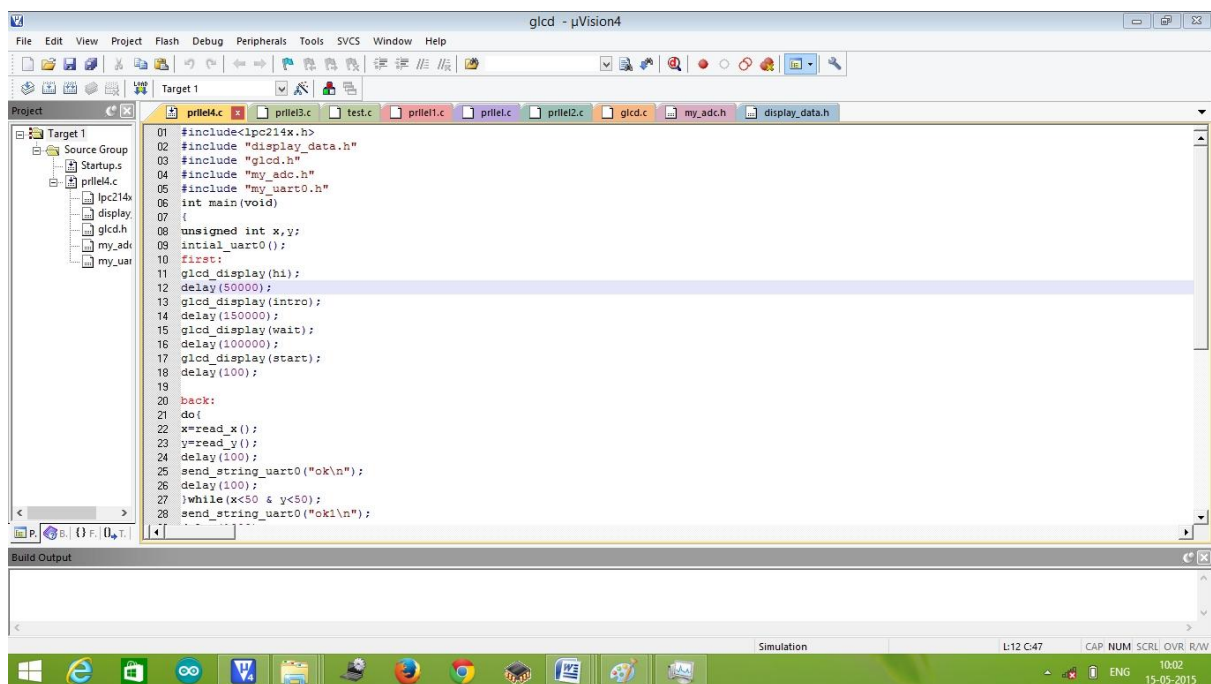 glcd - µVision4
File Edit View Project Flash Debug Peripherals Tools SVCS Window Help
LOAD Target 1
Project
prllel4.c prllel3.c test.c prllel1.c prllel.c prllel2.c glcd.c my_adc.h display_data.h
Target 1
Source Group
Startup.s
prllel4.c
lpc214x
display_
glcd.h
my_adc
my_uar
01 #include<lpc214x.h>
02 #include "display_data.h"
03 #include "glcd.h"
04 #include "my_adc.h"
05 #include "my_uart0.h"
06 int main(void)
07 {
08 unsigned int x,y;
09 intial_uart0();
10 first:
11 glcd_display(hi);
12 delay(50000);
13 glcd_display(intro);
14 delay(150000);
15 glcd_display(wait);
16 delay(100000);
17 glcd_display(start);
18 delay(100);
19
20 back:
21 do{
22 x=read_x();
23 y=read_y();
24 delay(100);
25 send_string_uart0("ok\n");
26 delay(100);
27 }while(x<50 & y<50);
28 send_string_uart0("ok1\n");
P. B. {} F. 0 T.
Build Output
Simulation L:12 C:47 CAP NUM SCRL OVR R/W
ENG 10:02
15-05-2015